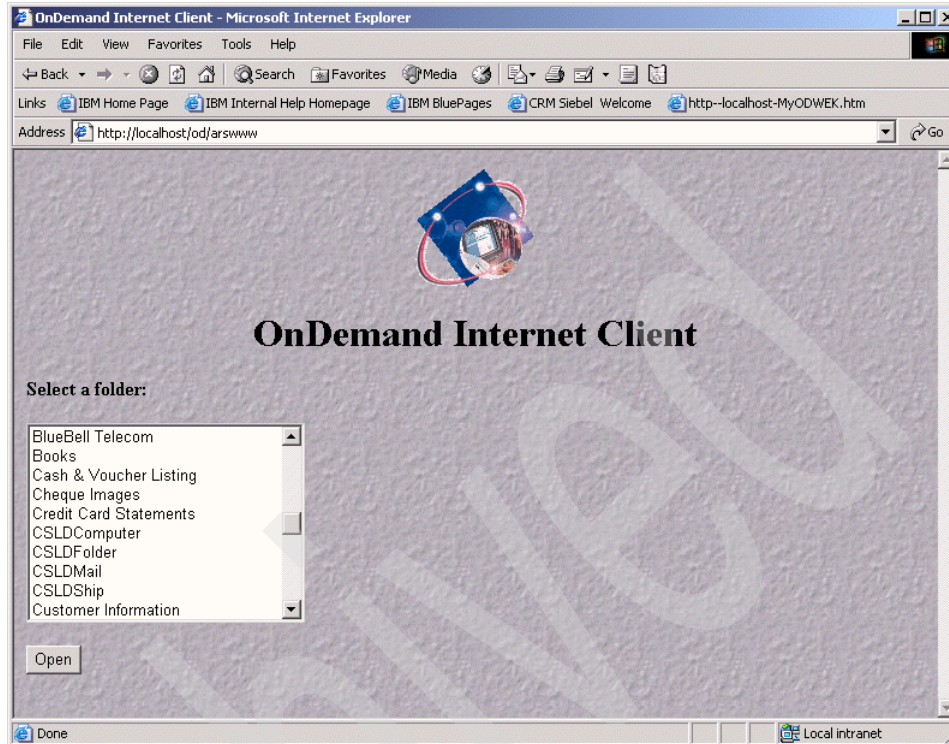 OnDemand Internet Client - Microsoft Internet Explorer
File Edit View Favorites Tools Help
Back Search Favorites Media
Links IBM Home Page IBM Internal Help Homepage IBM BluePages CRM Siebel Welcome http--localhost-MyODWEK.htm
Address http://localhost/od/arswww Go
OnDemand Internet Client
Select a folder:
BlueBell Telecom
Books
Cash & Voucher Listing
Cheque Images
Credit Card Statements
CSLDComputer
CSLDFolder
CSLDMail
CSLDShip
Customer Information
Open
Done Local intranet